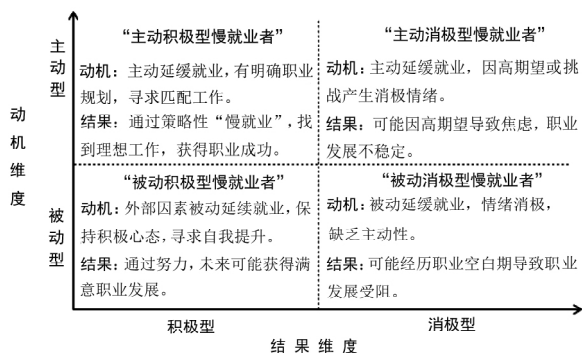 主动型
动机维度
被动型
“主动积极型慢就业者”
动机：主动延缓就业，有明确职业
规划，寻求匹配工作。
结果：通过策略性“慢就业”，找
到理想工作，获得职业成功。
“主动消极型慢就业者”
动机：主动延缓就业，因高期望或挑
战产生消极情绪。
结果：可能因高期望导致焦虑，职业
发展不稳定。
“被动积极型慢就业者”
动机：外部因素被动延续就业，保
持积极心态，寻求自我提升。
结果：通过努力，未来可能获得满
意职业发展。
“被动消极型慢就业者”
动机：被动延缓就业，情绪消极，
缺乏主动性。
结果：可能经历职业空白期导致职业
发展受阻。
积极型
消极型
结果维度